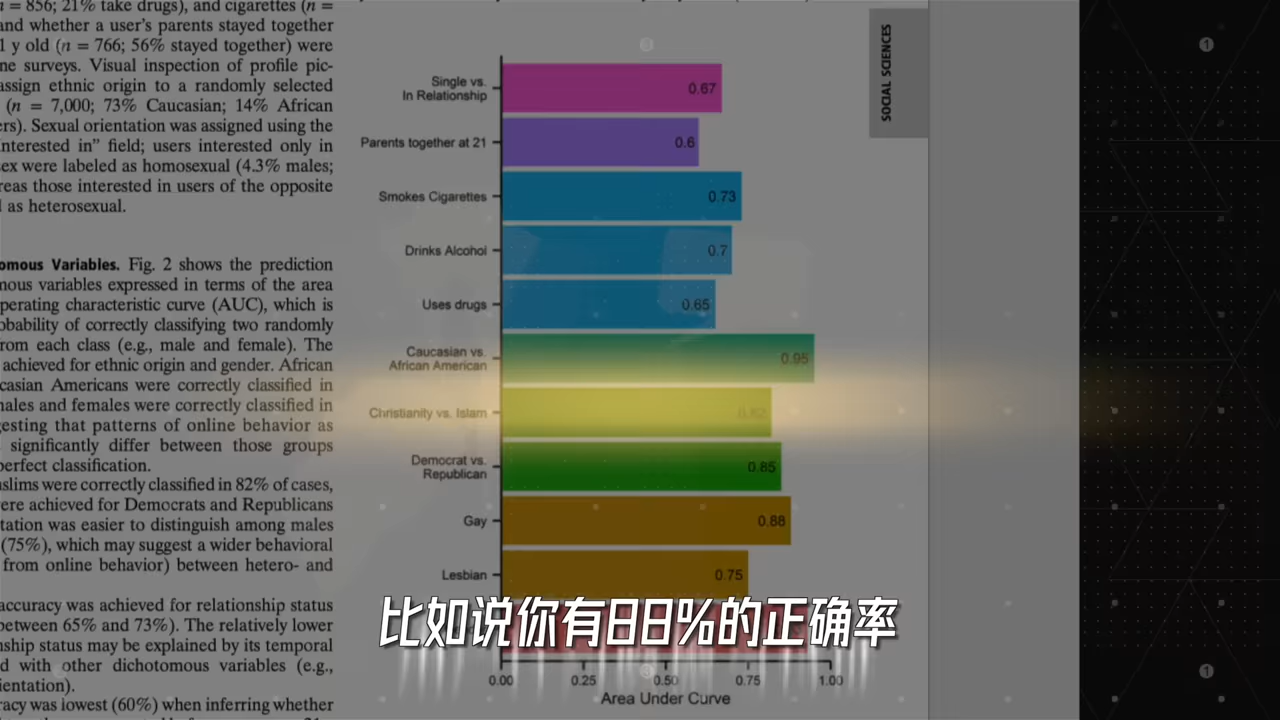 n = 856; 21% take drugs), and cigarettes (n =
and whether a user's parents stayed together
1 y old (n = 766; 56% stayed together) were
ne surveys. Visual inspection of profile pic-
assign ethnic origin to a randomly selected
(n = 7,000; 73% Caucasian; 14% African
ers). Sexual orientation was assigned using the
nterested in” field; users interested only in
ex were labeled as homosexual (4.3% males;
reas those interested in users of the opposite
l as heterosexual.
omous Variables. Fig. 2 shows the prediction
mous variables expressed in terms of the area
perating characteristic curve (AUC), which is
obability of correctly classifying two randomly
rom each class (e.g., male and female). The
achieved for ethnic origin and gender. African
casian Americans were correctly classified in
nales and females were correctly classified in
gesting that patterns of online behavior as
significantly differ between those groups
perfect classification.
slims were correctly classified in 82% of cases,
ere achieved for Democrats and Republicans
tation was easier to distinguish among males
(75%), which may suggest a wider behavioral
from online behavior) between hetero- and
accuracy was achieved for relationship status
between 65% and 73%). The relatively lower
nship status may be explained by its temporal
d with other dichotomous variables (e.g.,
ientation).
racy was lowest (60%) when inferring whether
Single vs.
In Relationship
0.67
Parents together at 21
0.6
Smokes Cigarettes
0.73
Drinks Alcohol
0.7
Uses drugs
0.65
Caucasian vs.
African American
0.95
Christianity vs. Islam
0.82
Democrat vs.
Republican
0.85
Gay
0.88
Lesbian
0.75
0.00 0.25 0.50 0.75 1.00
Area Under Curve
SOCIAL SCIENCES
比如说你有88%的正确率